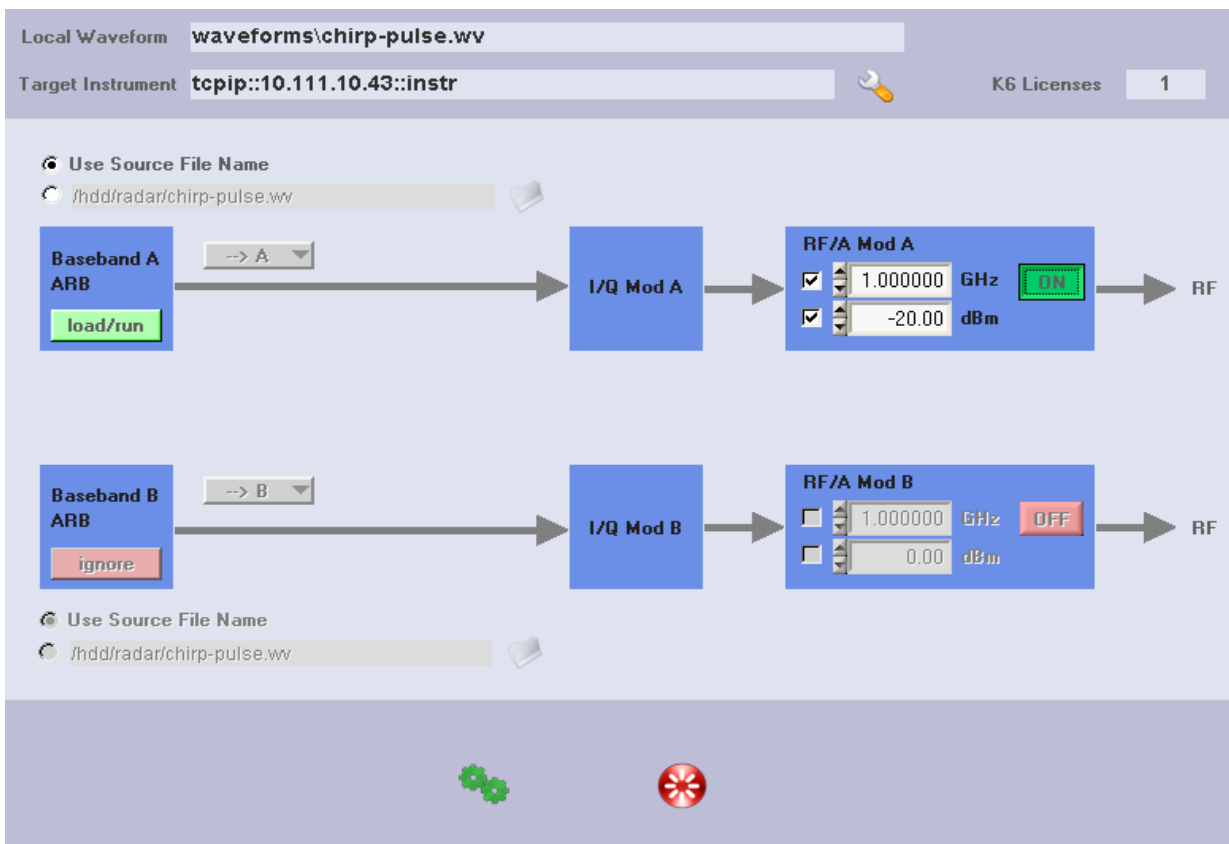 Local Waveform waveforms\chirp-pulse.wv
Target Instrument tcpip::10.111.10.43::instr K6 Licenses 1
Use Source File Name
/hdd/radar/chirp-pulse.wv
Baseband A
ARB
load/run
--> A
I/Q Mod A
RF/A Mod A
1.000000 GHz ON
-20.00 dBm
RF
Baseband B
ARB
ignore
--> B
I/Q Mod B
RF/A Mod B
1.000000 GHz OFF
0.00 dBm
RF
Use Source File Name
/hdd/radar/chirp-pulse.wv